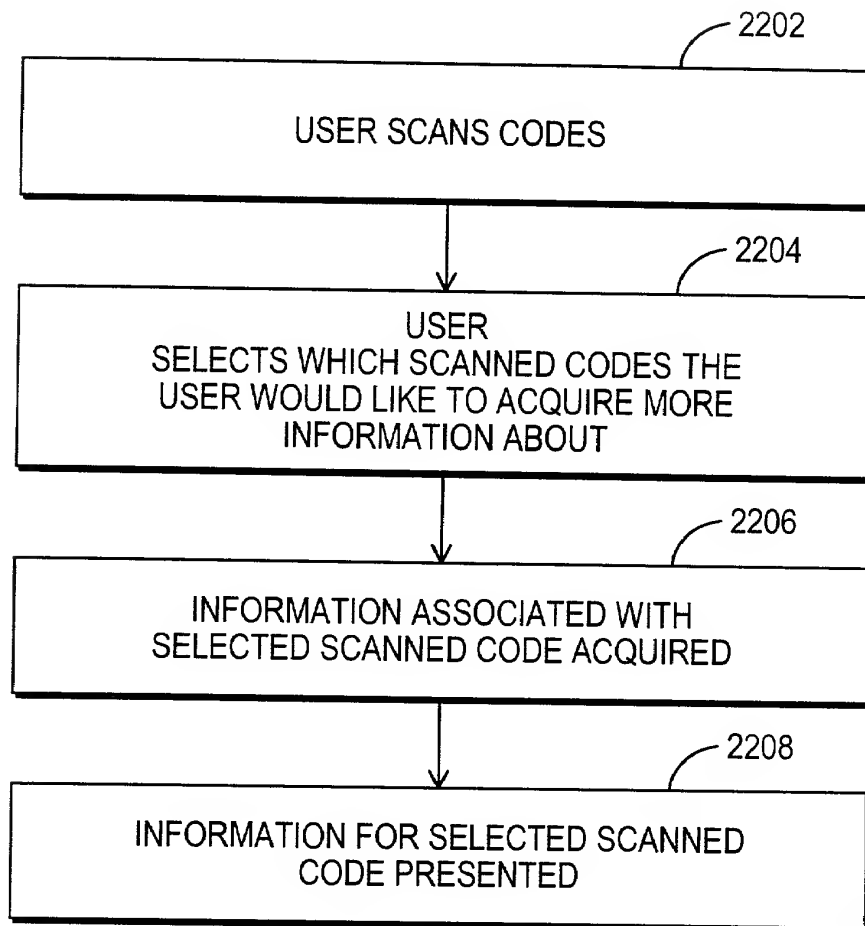 2202
USER SCANS CODES
2204
USER
SELECTS WHICH SCANNED CODES THE
USER WOULD LIKE TO ACQUIRE MORE
INFORMATION ABOUT
2206
INFORMATION ASSOCIATED WITH
SELECTED SCANNED CODE ACQUIRED
2208
INFORMATION FOR SELECTED SCANNED
CODE PRESENTED